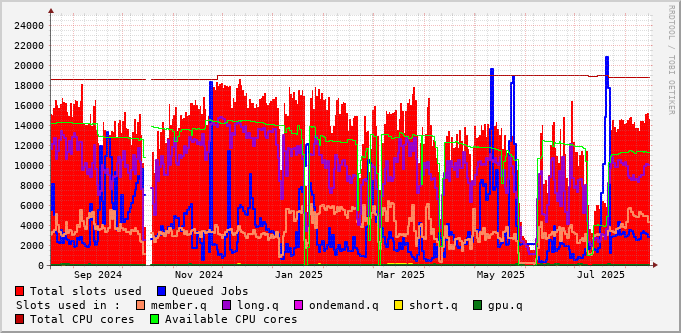 24000
22000
20000
18000
16000
14000
12000
10000
8000
6000
4000
2000
0
Sep 2024 Nov 2024 Jan 2025 Mar 2025 May 2025 Jul 2025
RRDTOOL / TOBI OETIKER
Total slots used Queued Jobs
Slots used in : member.q long.q ondemand.q short.q gpu.q
Total CPU cores Available CPU cores